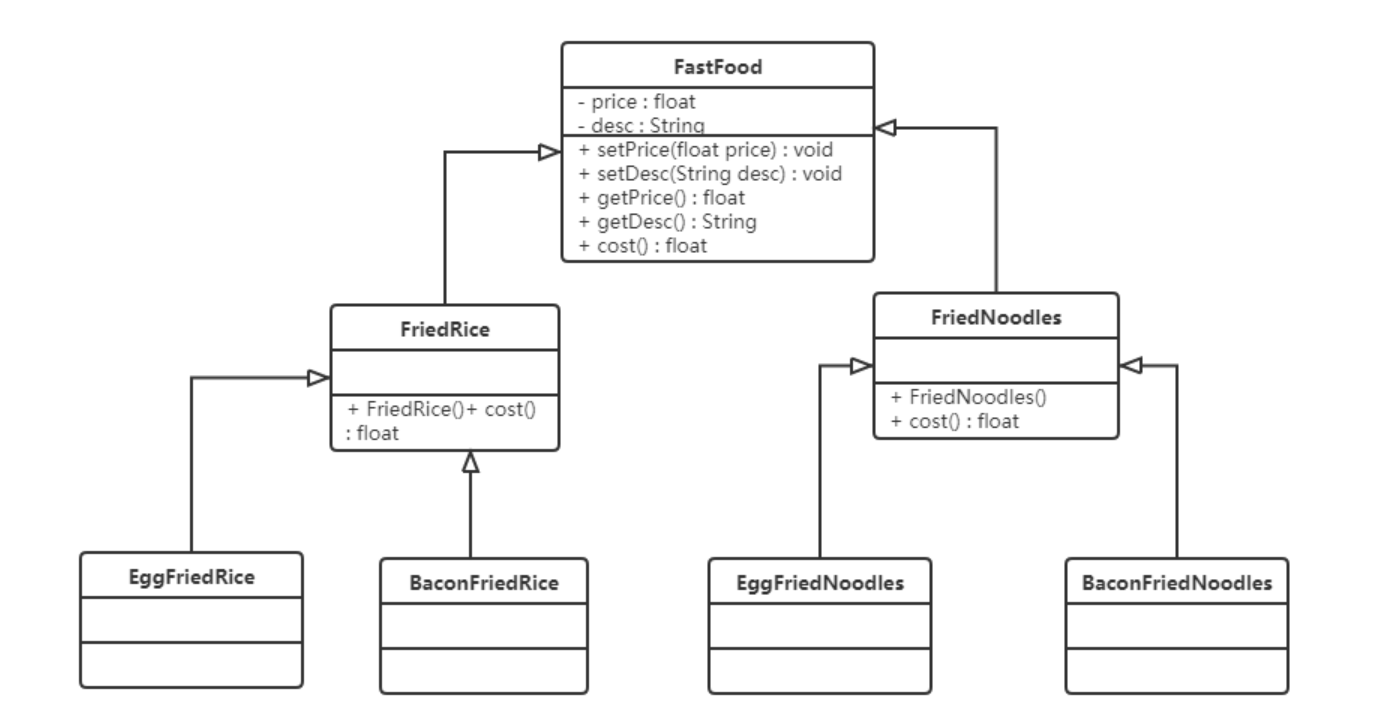 FastFood
- price : float
- desc : String
+ setPrice(float price) : void
+ setDesc(String desc) : void
+ getPrice() : float
+ getDesc() : String
+ cost() : float
FriedRice
+ FriedRice()+ cost()
: float
FriedNoodles
+ FriedNoodles()
+ cost() : float
EggFriedRice
BaconFriedRice
EggFriedNoodles
BaconFriedNoodles